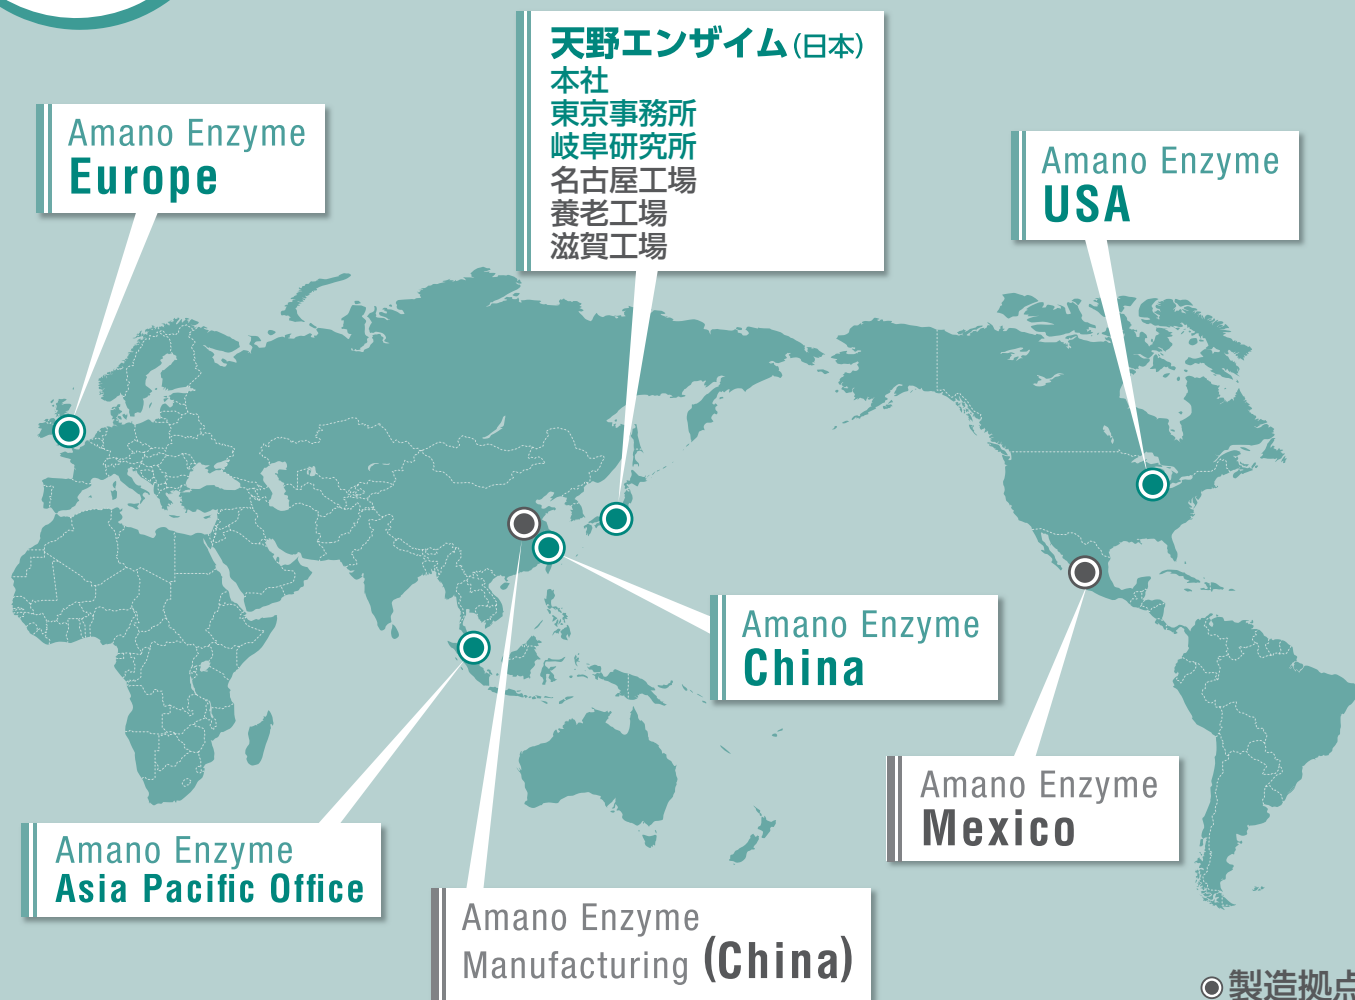 天野エンザイム（日本）
本社
東京事務所
岐阜研究所
名古屋工場
養老工場
滋賀工場
Amano Enzyme
Europe
Amano Enzyme
USA
Amano Enzyme
China
Amano Enzyme
Mexico
Amano Enzyme
Asia Pacific Office
Amano Enzyme
Manufacturing (China)
製造拠点